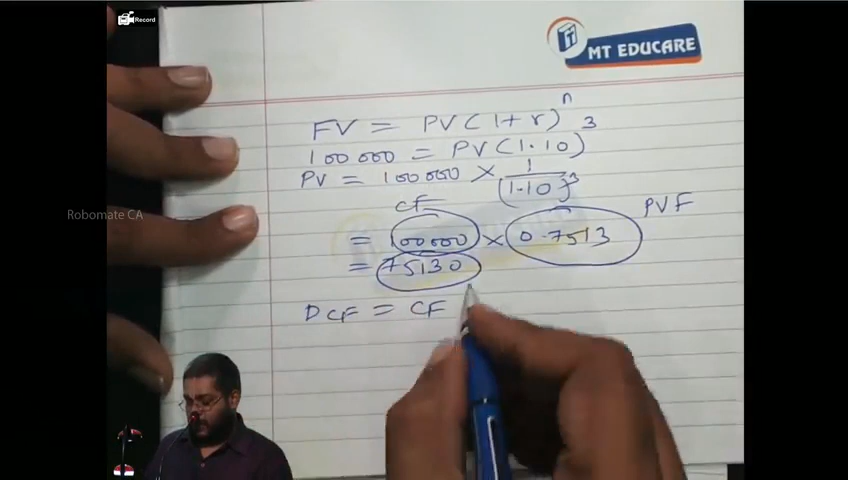 Record
MT EDUCARE
FV = PV(1+r)^n
100000 = PV(1.10)^3
PV = 100000 × 1/(1.10)^3
CF
= 100000 × 0.7513 PVF
= 75130
DCF = CF
Robomate CA